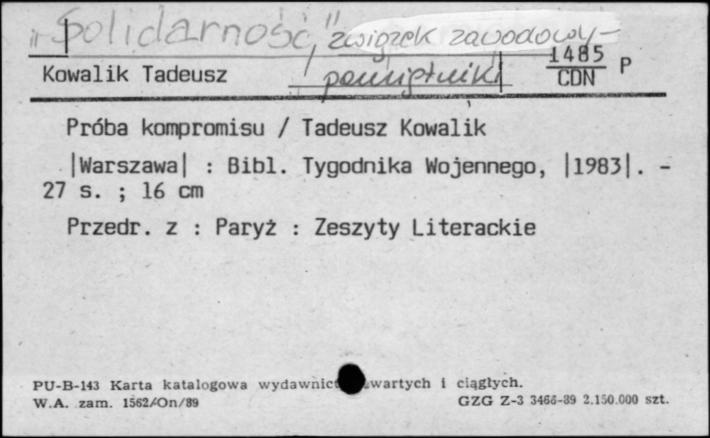 „Solidarność," związek zawodowy –
1485
Kowalik Tadeusz pamiętniki CDN P
Próba kompromisu / Tadeusz Kowalik
|Warszawa| : Bibl. Tygodnika Wojennego, |1983|. –
27 s. ; 16 cm
Przedr. z : Paryż : Zeszyty Literackie
PU-B-143 Karta katalogowa wydawnict zwartych i ciągłych.
W.A. zam. 1562/On/89 GZG Z-3 3466-89 2.150.000 szt.